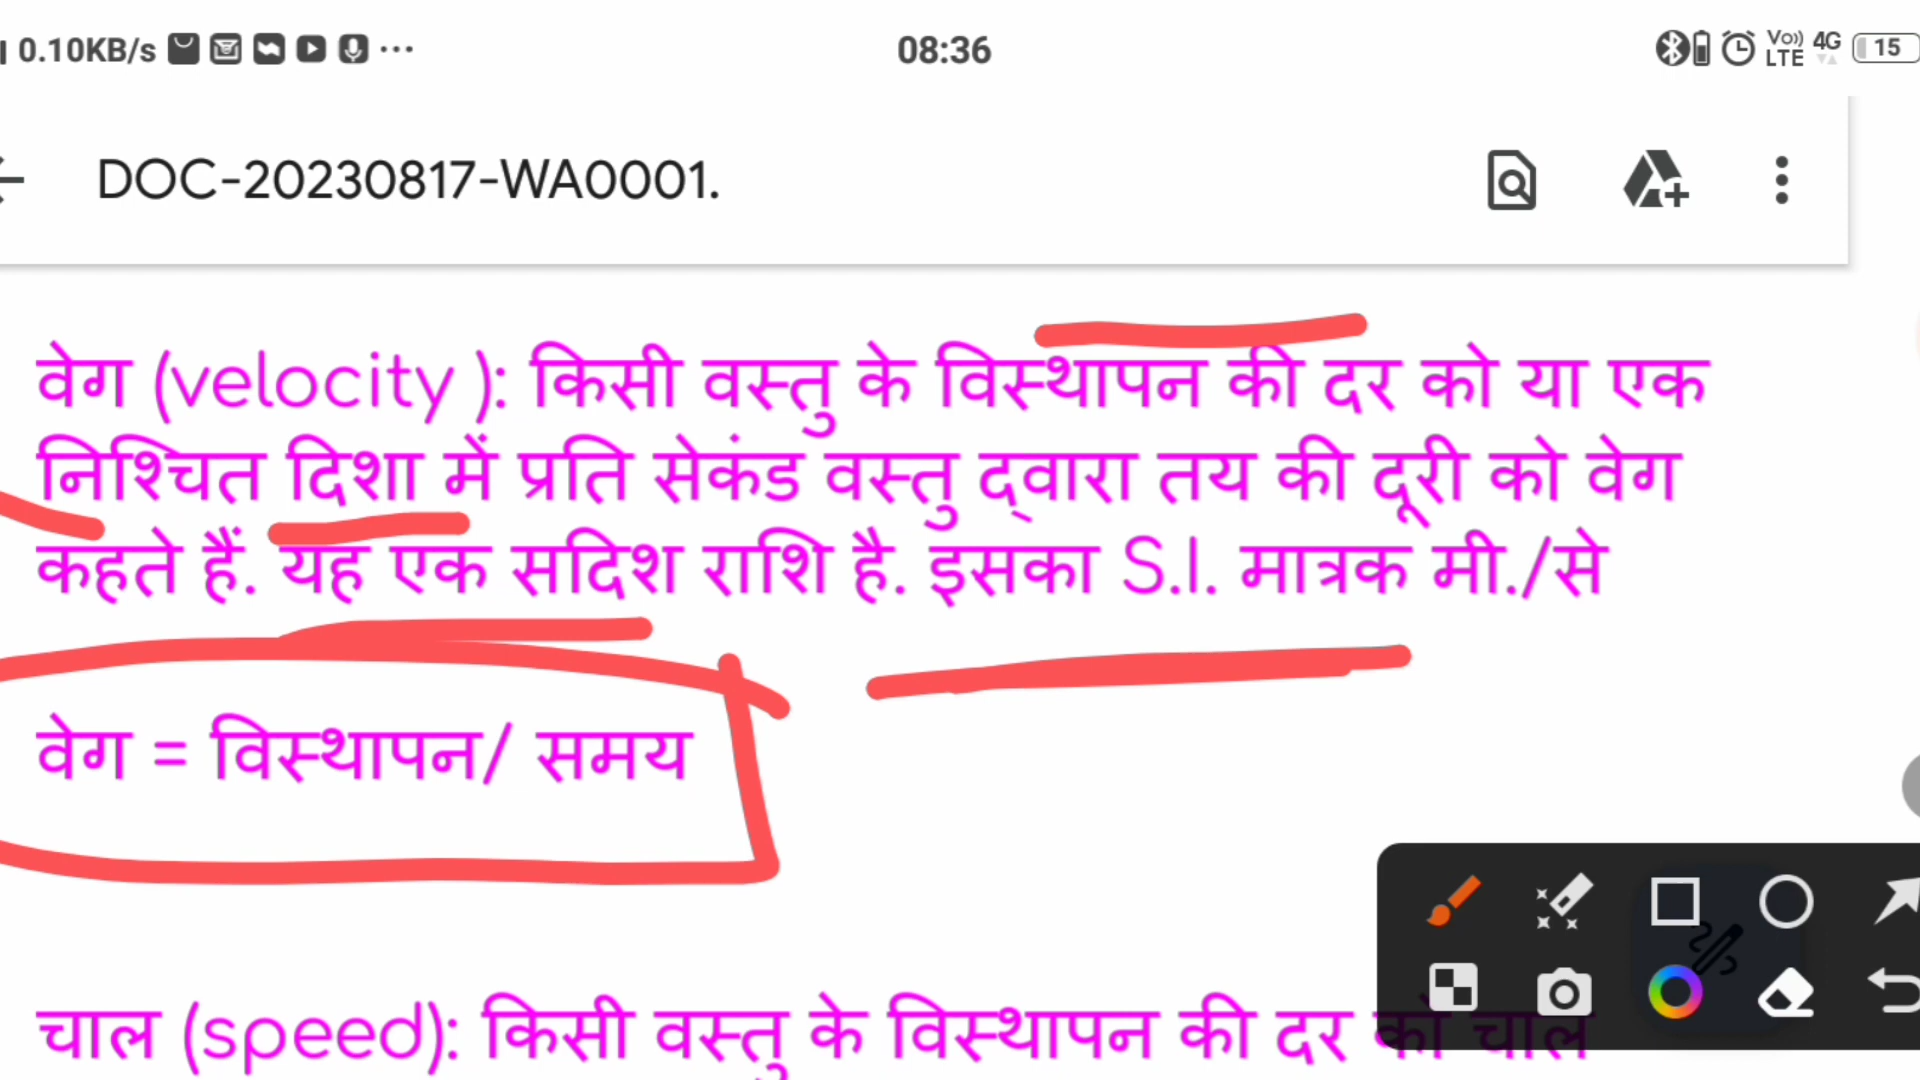 0.10KB/s 08:36 Vo)) LTE 4G 15
DOC-20230817-WA0001.
वेग (velocity ): किसी वस्तु के विस्थापन की दर को या एक
निश्चित दिशा में प्रति सेकंड वस्तु द्वारा तय की दूरी को वेग
कहते हैं. यह एक सदिश राशि है. इसका S.I. मात्रक मी./से
वेग = विस्थापन/ समय
चाल (speed): किसी वस्तु के विस्थापन की दर को चाल